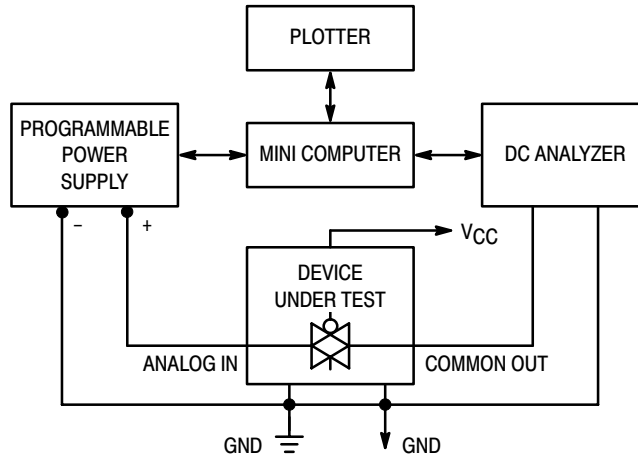 PLOTTER
PROGRAMMABLE
POWER
SUPPLY
MINI COMPUTER
DC ANALYZER
– +
VCC
DEVICE
UNDER TEST
ANALOG IN
COMMON OUT
GND
GND